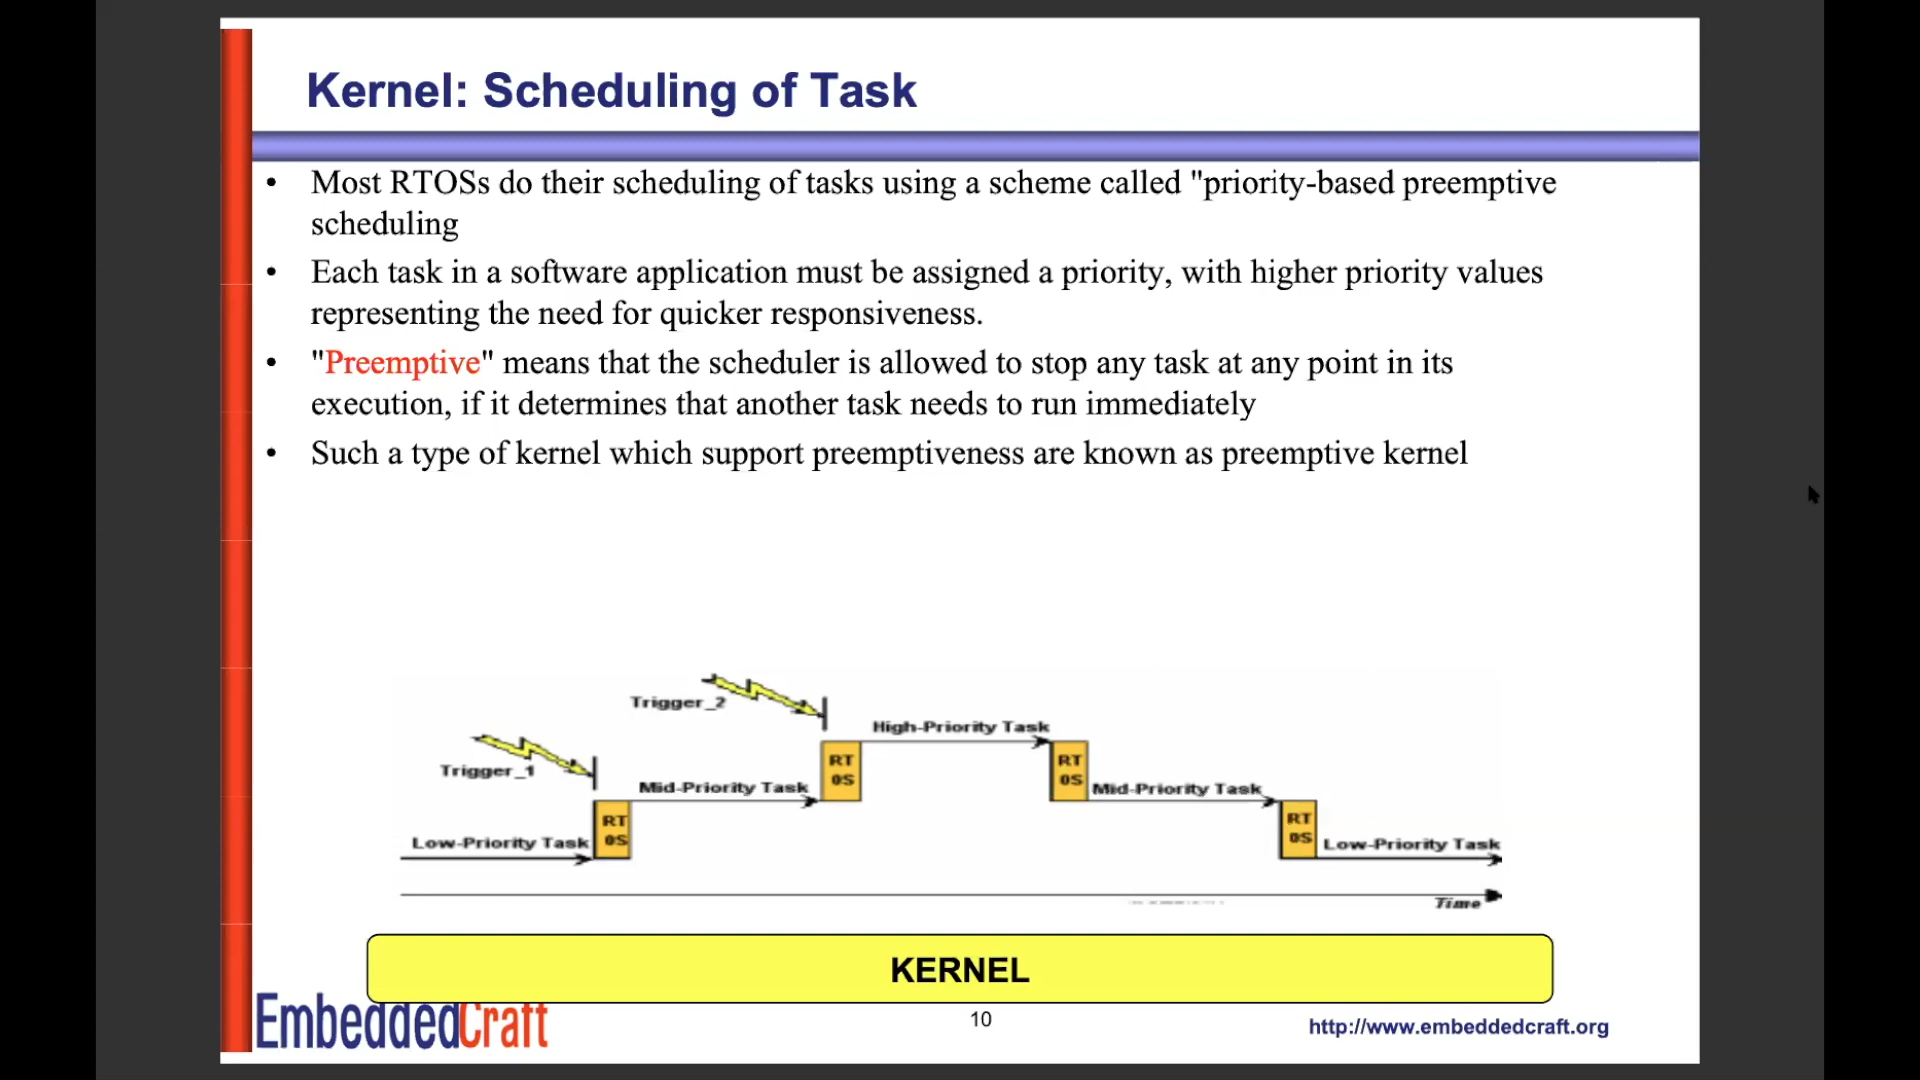 Kernel: Scheduling of Task
• Most RTOSs do their scheduling of tasks using a scheme called "priority-based preemptive
scheduling
• Each task in a software application must be assigned a priority, with higher priority values
representing the need for quicker responsiveness.
• "Preemptive" means that the scheduler is allowed to stop any task at any point in its
execution, if it determines that another task needs to run immediately
• Such a type of kernel which support preemptiveness are known as preemptive kernel
Trigger_2
High-Priority Task
Trigger_1
RT
OS
RT
OS
Mid-Priority Task
Mid-Priority Task
RT
OS
RT
OS
Low-Priority Task
Low-Priority Task
Time
KERNEL
EmbeddedCraft
10
http://www.embeddedcraft.org